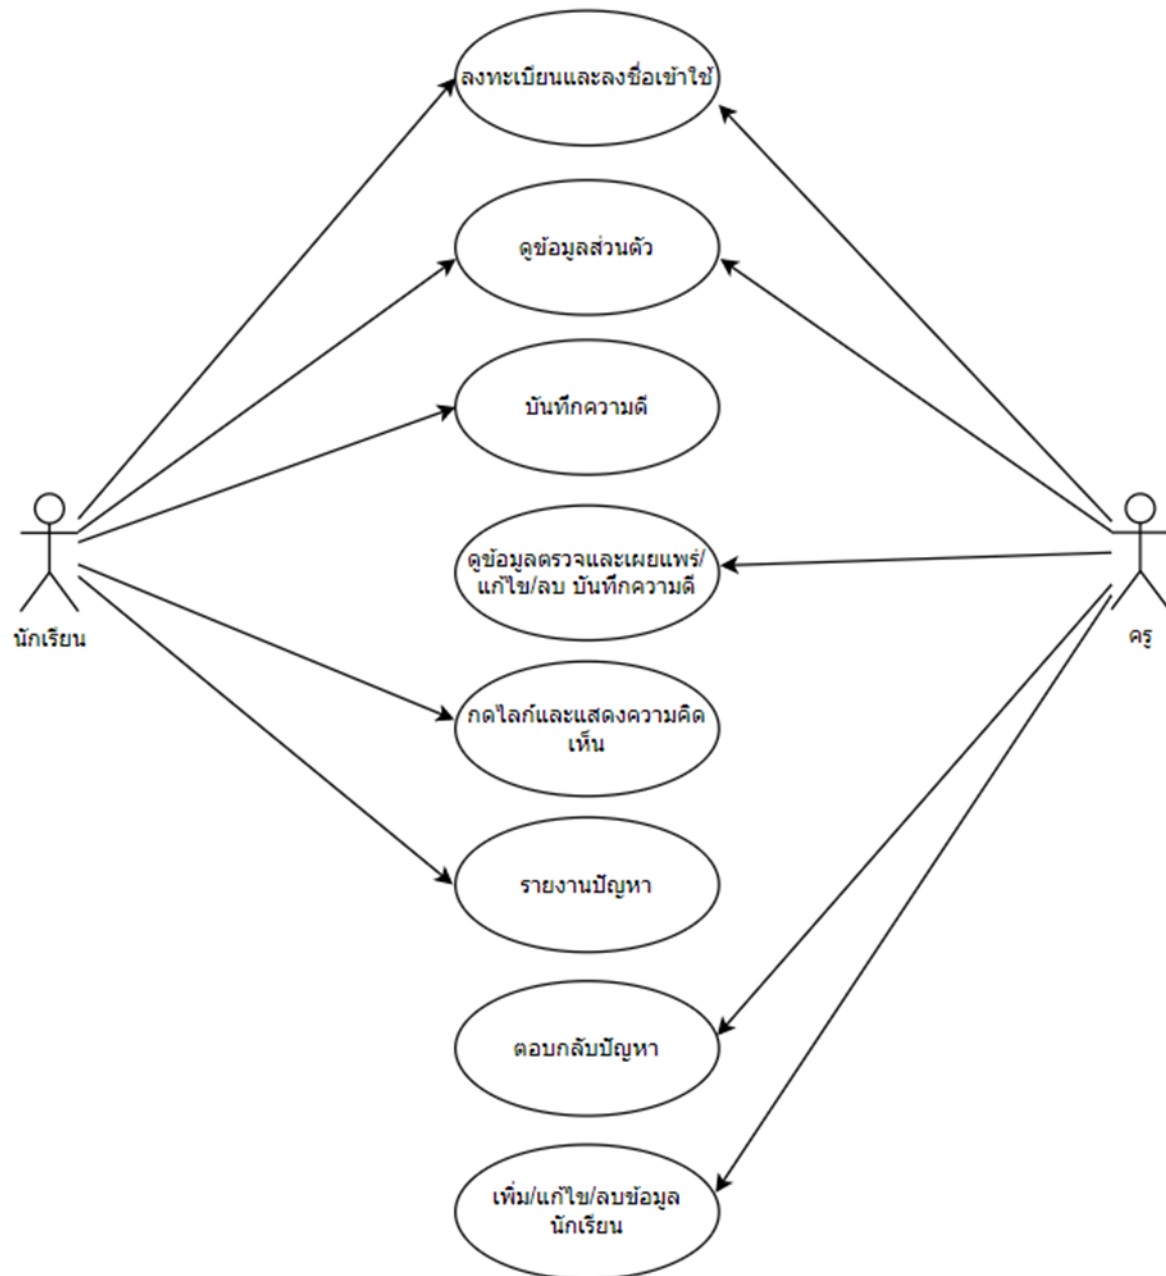 ลงทะเบียนและลงชื่อเข้าใช้
ดูข้อมูลส่วนตัว
บันทึกความดี
ดูข้อมูลตรวจและเผยแพร่/
แก้ไข/ลบ บันทึกความดี
นักเรียน
ครู
กดไลก์และแสดงความคิด
เห็น
รายงานปัญหา
ตอบกลับปัญหา
เพิ่ม/แก้ไข/ลบข้อมูล
นักเรียน